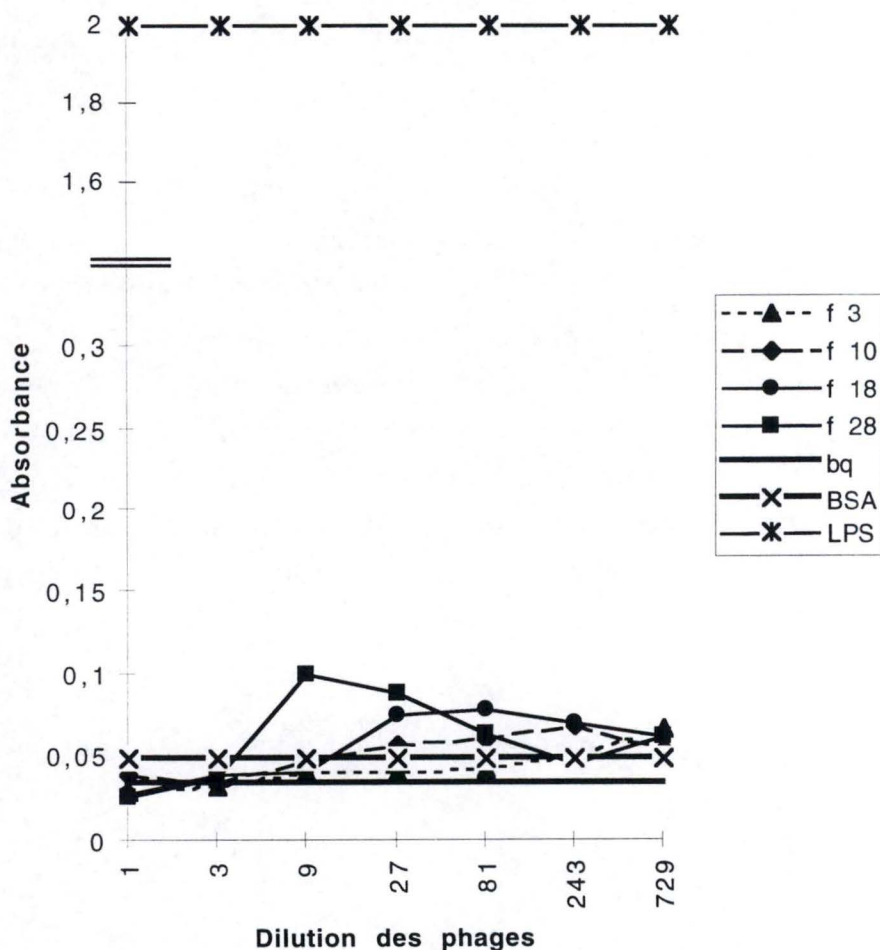 2
1,8
1,6
0,3
0,25
0,2
0,15
0,1
0,05
0
Absorbance
1 3 9 27 81 243 729
Dilution des phages
f 3
f 10
f 18
f 28
bq
BSA
LPS